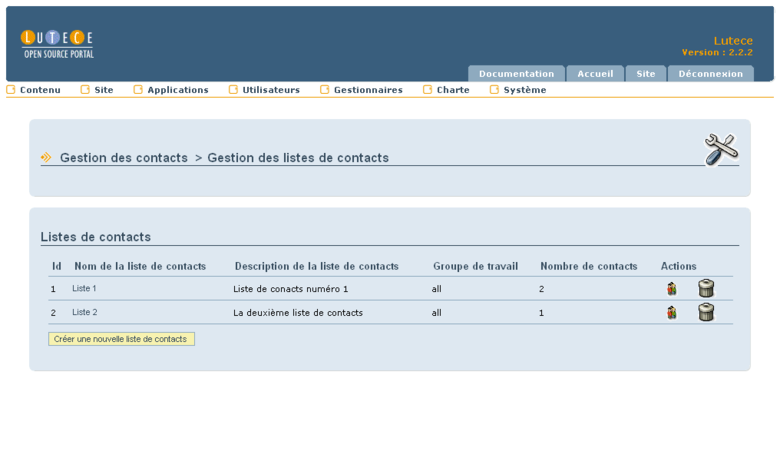 LUTECE
OPEN SOURCE PORTAL
Lutece
Version : 2.2.2
Documentation Accueil Site Déconnexion
Contenu Site Applications Utilisateurs Gestionnaires Charte Système
Gestion des contacts > Gestion des listes de contacts
Listes de contacts
Id Nom de la liste de contacts Description de la liste de contacts Groupe de travail Nombre de contacts Actions
1 Liste 1 Liste de conacts numéro 1 all 2
2 Liste 2 La deuxième liste de contacts all 1
Créer une nouvelle liste de contacts